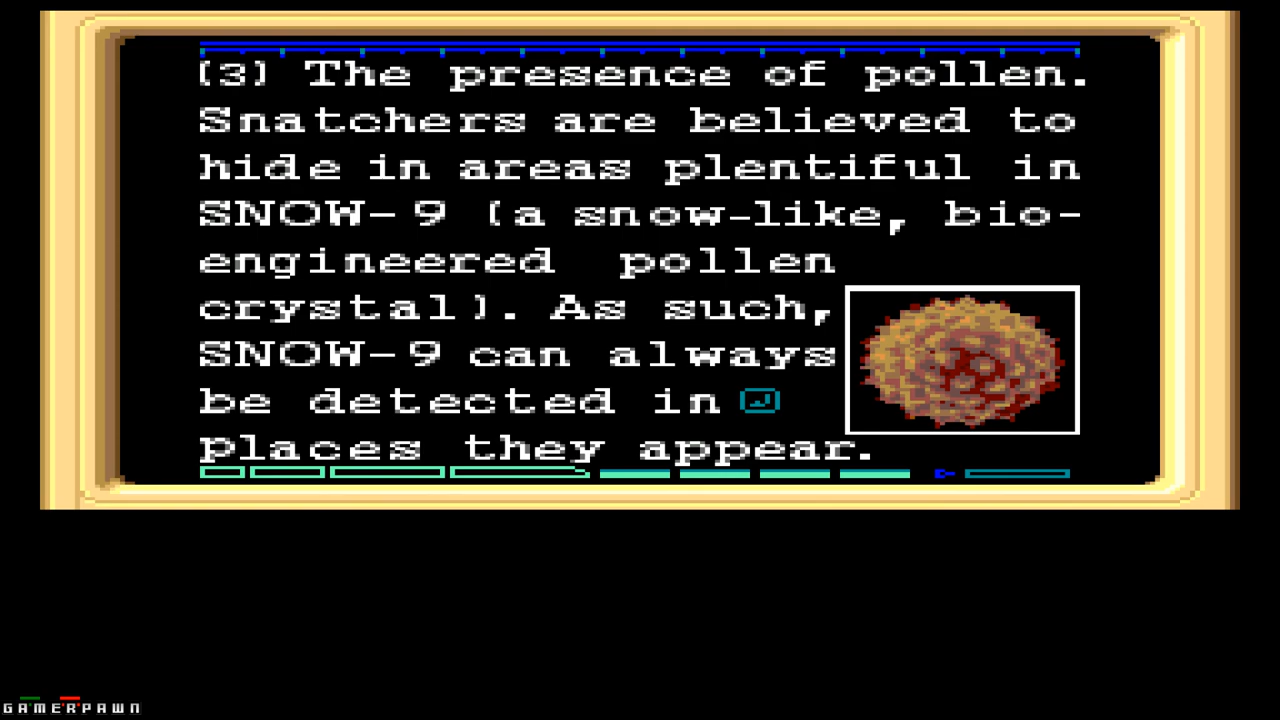 (3) The presence of pollen.
Snatchers are believed to
hide in areas plentiful in
SNOW-9 (a snow-like, bio-
engineered pollen
crystal). As such,
SNOW-9 can always
be detected in
places they appear.
GAMERPAWN